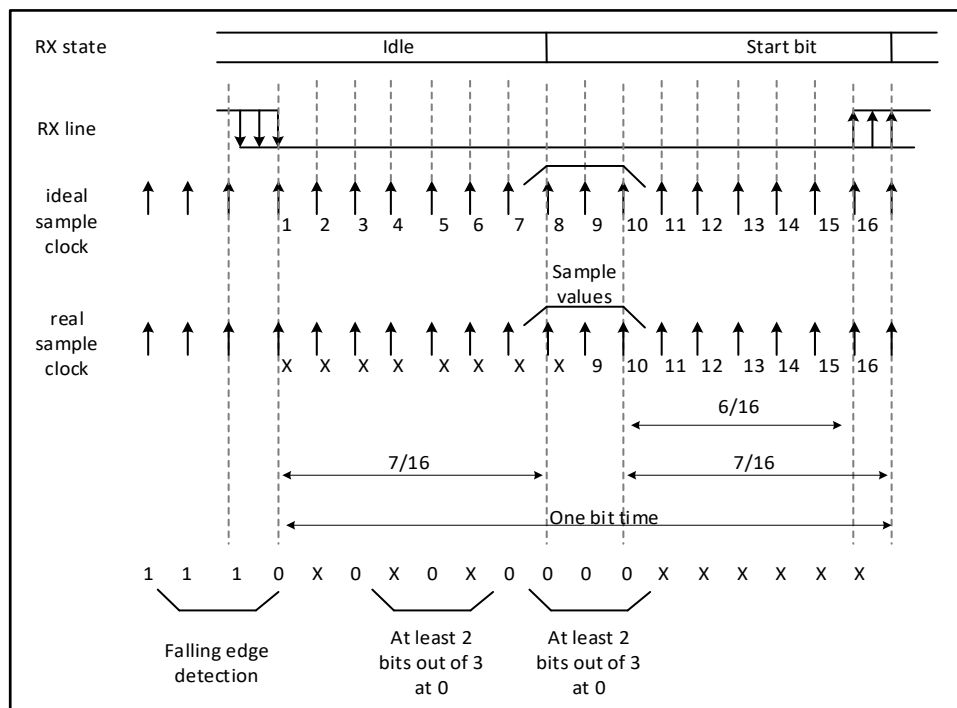 RX state
Idle
Start bit
RX line
ideal
sample
clock
1 2 3 4 5 6 7 8 9 10 11 12 13 14 15 16
Sample
values
real
sample
clock
X X X X X X X X 9 10 11 12 13 14 15 16
6/16
7/16
7/16
One bit time
1 1 1 0 X 0 X 0 X 0 0 0 0 X X X X X X
Falling edge
detection
At least 2
bits out of 3
at 0
At least 2
bits out of 3
at 0